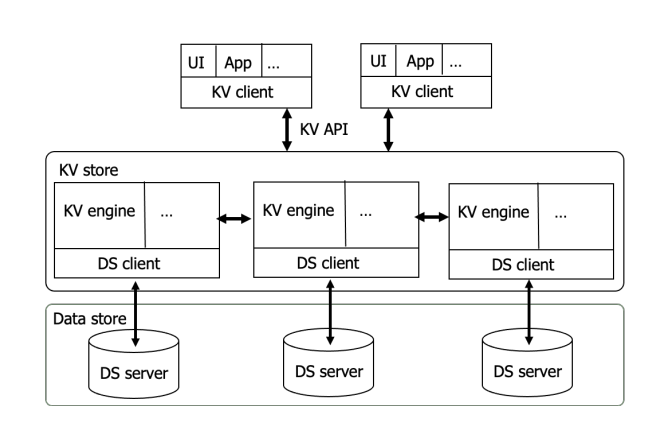 UI App ... UI App ...
KV client KV client
KV API
KV store
KV engine ... KV engine ... KV engine ...
DS client DS client DS client
Data store
DS server DS server DS server